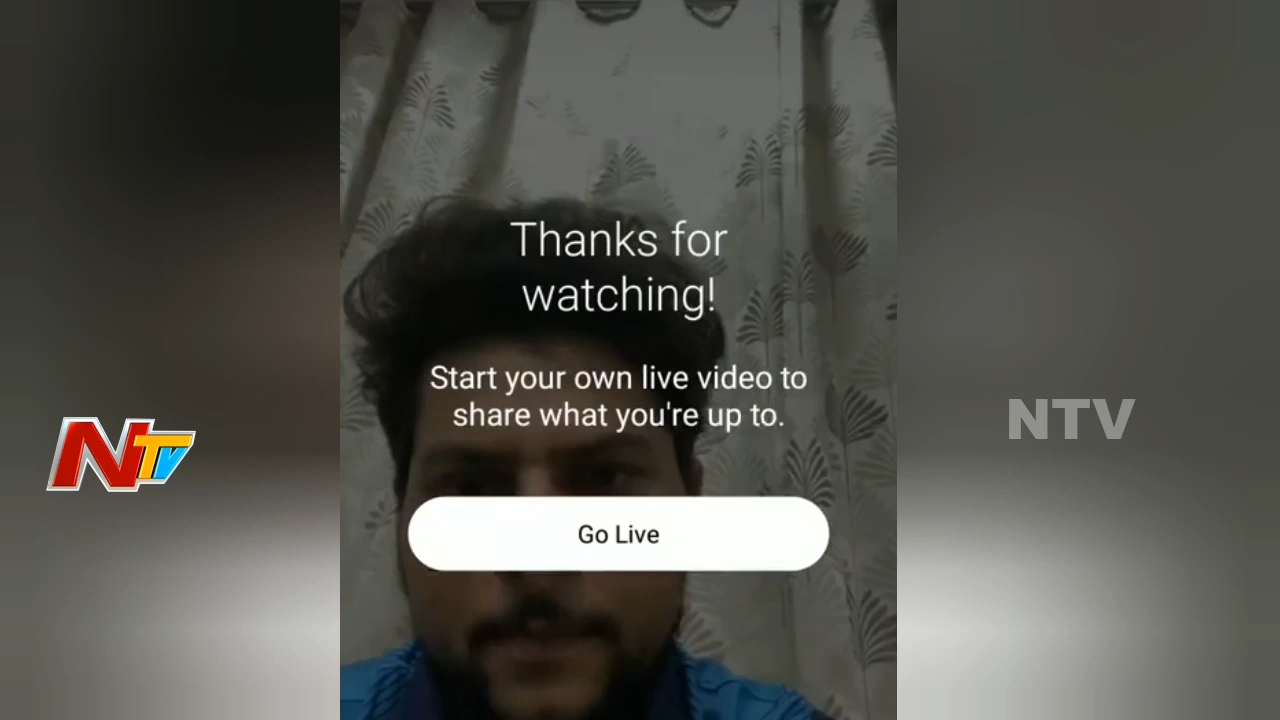 Thanks for
watching!
Start your own live video to
share what you're up to.
NTV
NTV
Go Live